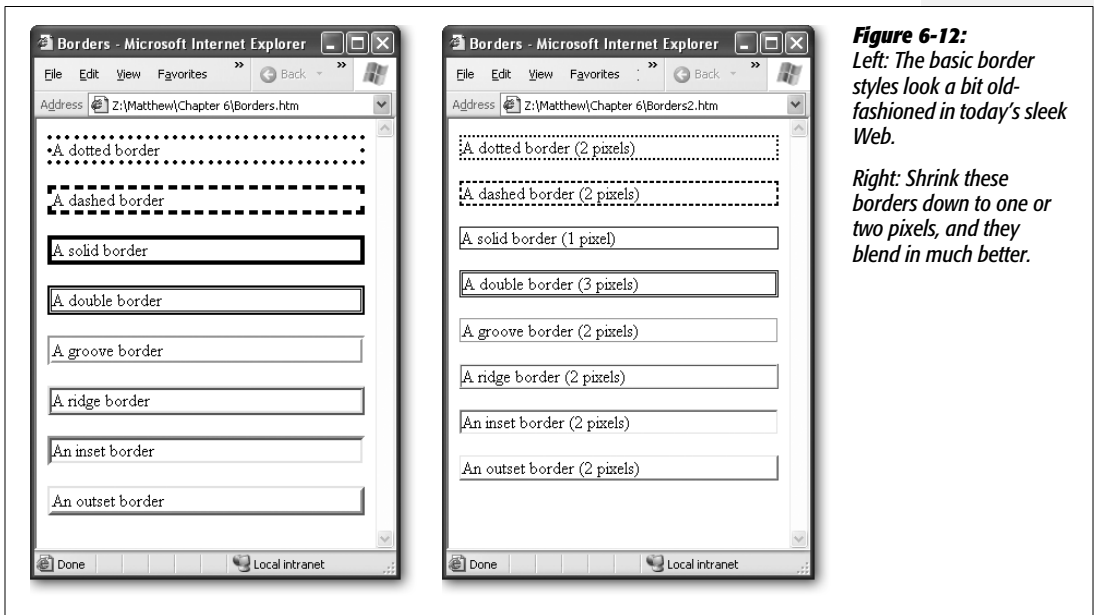 Borders - Microsoft Internet Explorer
File Edit View Favorites » Back »
Address Z:\Matthew\Chapter 6\Borders.htm
A dotted border
A dashed border
A solid border
A double border
A groove border
A ridge border
An inset border
An outset border
Done Local intranet
Borders - Microsoft Internet Explorer
File Edit View Favorites » Back »
Address Z:\Matthew\Chapter 6\Borders2.htm
A dotted border (2 pixels)
A dashed border (2 pixels)
A solid border (1 pixel)
A double border (3 pixels)
A groove border (2 pixels)
A ridge border (2 pixels)
An inset border (2 pixels)
An outset border (2 pixels)
Done Local intranet
Figure 6-12:
Left: The basic border
styles look a bit old-
fashioned in today's sleek
Web.
Right: Shrink these
borders down to one or
two pixels, and they
blend in much better.